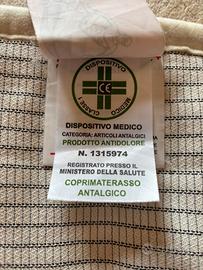 DISPOSITIVO
CE
MEDICO
CLASSE I
DISPOSITIVO MEDICO
CATEGORIA: ARTICOLI ANTALGICI
PRODOTTO ANTIDOLORE
N. 1315974
REGISTRATO PRESSO IL
MINISTERO DELLA SALUTE
COPRIMATERASSO
ANTALGICO